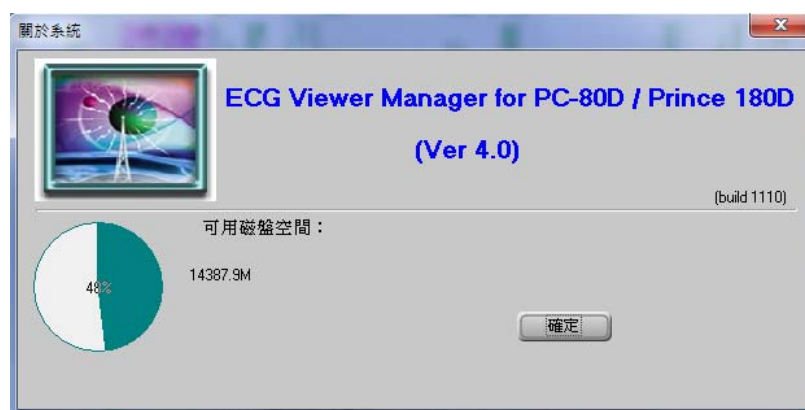 關於系統
ECG Viewer Manager for PC-80D / Prince 180D
(Ver 4.0)
(build 1110)
可用磁盤空間：
14387.9M
48%
確定